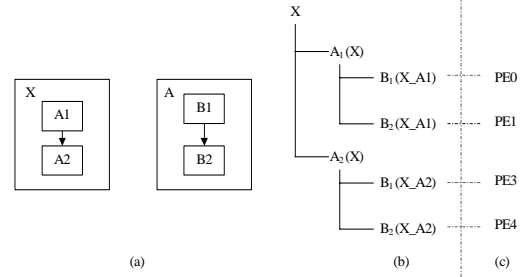 X
A1
A2
A
B1
B2
(a)
X
A₁(X)
B₁(X_A1)
B₂(X_A1)
A₂(X)
B₁(X_A2)
B₂(X_A2)
(b)
PE0
PE1
PE3
PE4
(c)